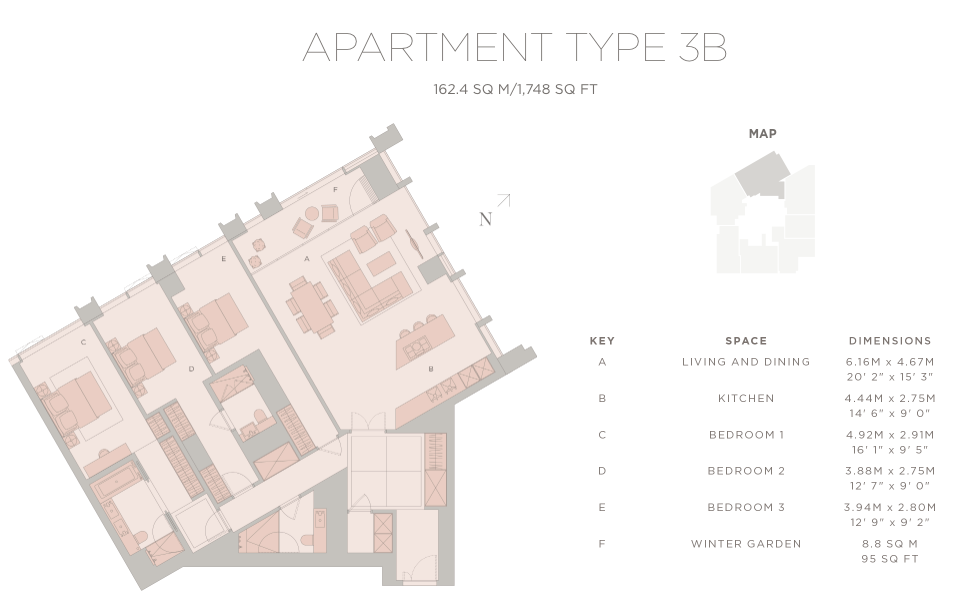 APARTMENT TYPE 3B
162.4 SQ M/1,748 SQ FT
MAP
N
F
A
E
C
D
B
KEY SPACE DIMENSIONS
A LIVING AND DINING 6.16M x 4.67M
20' 2" x 15' 3"
B KITCHEN 4.44M x 2.75M
14' 6" x 9' 0"
C BEDROOM 1 4.92M x 2.91M
16' 1" x 9' 5"
D BEDROOM 2 3.88M x 2.75M
12' 7" x 9' 0"
E BEDROOM 3 3.94M x 2.80M
12' 9" x 9' 2"
F WINTER GARDEN 8.8 SQ M
95 SQ FT